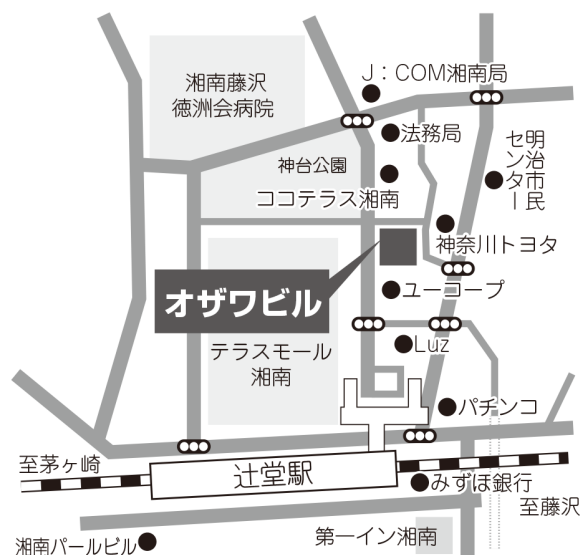 J：COM湘南局
湘南藤沢
徳洲会病院
法務局
明治市民
センター
神台公園
ココテラス湘南
神奈川トヨタ
オザワビル
ユーコープ
テラスモール
湘南
Luz
パチンコ
至茅ヶ崎
辻堂駅
みずほ銀行
至藤沢
湘南パールビル
第一イン湘南